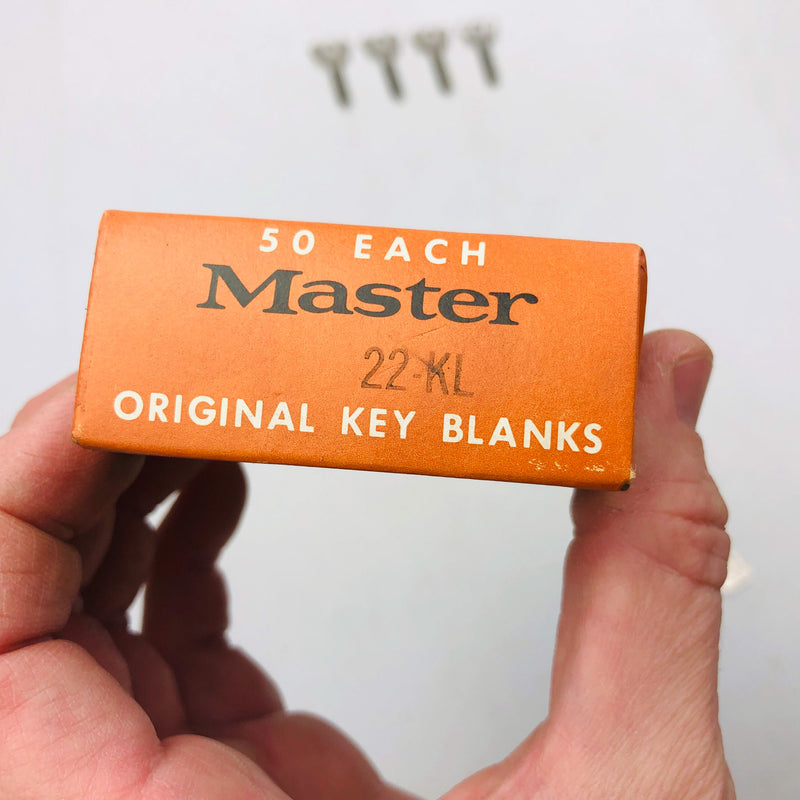 50 EACH
Master
22-KL
ORIGINAL KEY BLANKS